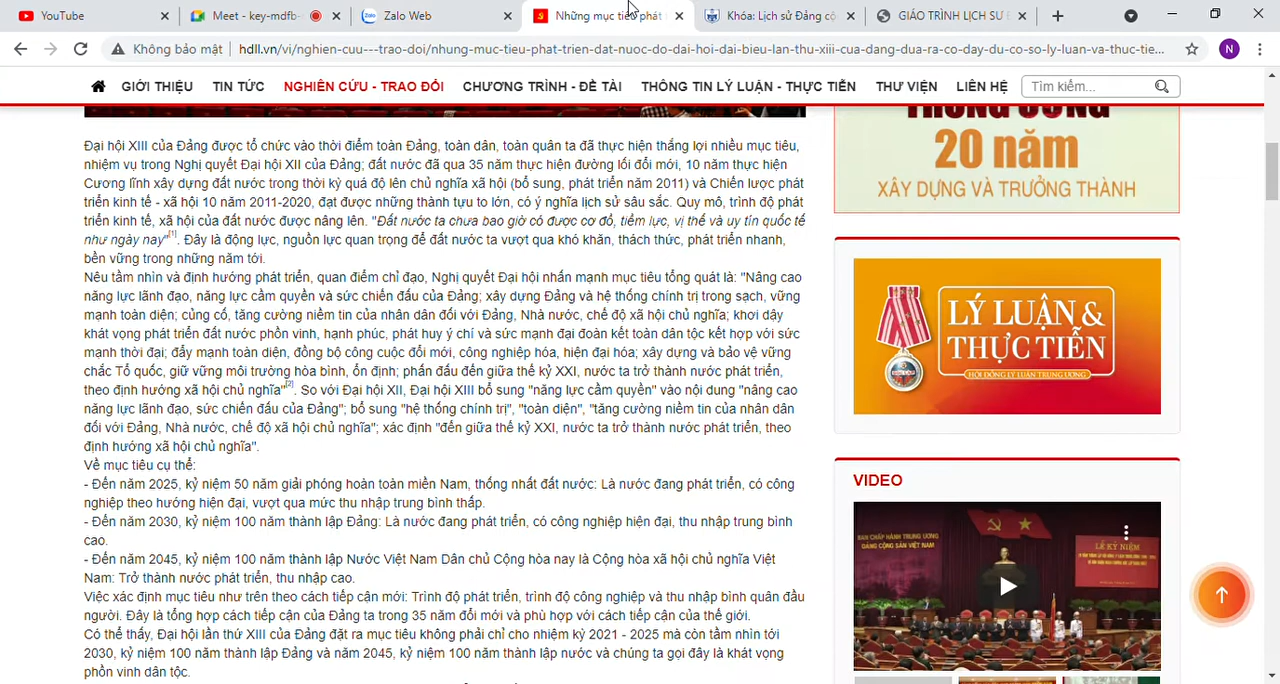 YouTube
Meet - key-mdfb-
Zalo Web
Những mục tiêu phát
Khóa: Lịch sử Đảng cộ
GIÁO TRÌNH LỊCH SỬ
Không bảo mật
hdll.vn/vi/nghien-cuu---trao-doi/nhung-muc-tieu-phat-trien-dat-nuoc-do-dai-hoi-dai-bieu-lan-thu-xiii-cua-dang-dua-ra-co-day-du-co-so-ly-luan-va-thuc-tie...
N
GIỚI THIỆU TIN TỨC NGHIÊN CỨU - TRAO ĐỔI CHƯƠNG TRÌNH - ĐỀ TÀI THÔNG TIN LÝ LUẬN - THỰC TIỄN THƯ VIỆN LIÊN HỆ
Tìm kiếm...
Đại hội XIII của Đảng được tổ chức vào thời điểm toàn Đảng, toàn dân, toàn quân ta đã thực hiện thắng lợi nhiều mục tiêu,
nhiệm vụ trong Nghị quyết Đại hội XII của Đảng; đất nước đã qua 35 năm thực hiện đường lối đổi mới, 10 năm thực hiện
Cương lĩnh xây dựng đất nước trong thời kỳ quá độ lên chủ nghĩa xã hội (bổ sung, phát triển năm 2011) và Chiến lược phát
triển kinh tế - xã hội 10 năm 2011-2020, đạt được những thành tựu to lớn, có ý nghĩa lịch sử sâu sắc. Quy mô, trình độ phát
triển kinh tế, xã hội của đất nước được nâng lên. "Đất nước ta chưa bao giờ có được cơ đồ, tiềm lực, vị thế và uy tín quốc tế
như ngày nay"[1]. Đây là động lực, nguồn lực quan trọng để đất nước ta vượt qua khó khăn, thách thức, phát triển nhanh,
bền vững trong những năm tới.
Nêu tầm nhìn và định hướng phát triển, quan điểm chỉ đạo, Nghị quyết Đại hội nhấn mạnh mục tiêu tổng quát là: "Nâng cao
năng lực lãnh đạo, năng lực cầm quyền và sức chiến đấu của Đảng; xây dựng Đảng và hệ thống chính trị trong sạch, vững
mạnh toàn diện; củng cố, tăng cường niềm tin của nhân dân đối với Đảng, Nhà nước, chế độ xã hội chủ nghĩa; khơi dậy
khát vọng phát triển đất nước phồn vinh, hạnh phúc, phát huy ý chí và sức mạnh đại đoàn kết toàn dân tộc kết hợp với sức
mạnh thời đại; đẩy mạnh toàn diện, đồng bộ công cuộc đổi mới, công nghiệp hóa, hiện đại hóa; xây dựng và bảo vệ vững
chắc Tổ quốc, giữ vững môi trường hòa bình, ổn định; phấn đấu đến giữa thế kỷ XXI, nước ta trở thành nước phát triển,
theo định hướng xã hội chủ nghĩa"[2]. So với Đại hội XII, Đại hội XIII bổ sung "năng lực cầm quyền" vào nội dung "nâng cao
năng lực lãnh đạo, sức chiến đấu của Đảng"; bổ sung "hệ thống chính trị", "toàn diện", "tăng cường niềm tin của nhân dân
đối với Đảng, Nhà nước, chế độ xã hội chủ nghĩa"; xác định "đến giữa thế kỷ XXI, nước ta trở thành nước phát triển, theo
định hướng xã hội chủ nghĩa".
Về mục tiêu cụ thể:
- Đến năm 2025, kỷ niệm 50 năm giải phóng hoàn toàn miền Nam, thống nhất đất nước: Là nước đang phát triển, có công
nghiệp theo hướng hiện đại, vượt qua mức thu nhập trung bình thấp.
- Đến năm 2030, kỷ niệm 100 năm thành lập Đảng: Là nước đang phát triển, có công nghiệp hiện đại, thu nhập trung bình
cao.
- Đến năm 2045, kỷ niệm 100 năm thành lập Nước Việt Nam Dân chủ Cộng hòa nay là Cộng hòa xã hội chủ nghĩa Việt
Nam: Trở thành nước phát triển, thu nhập cao.
Việc xác định mục tiêu như trên theo cách tiếp cận mới: Trình độ phát triển, trình độ công nghiệp và thu nhập bình quân đầu
người. Đây là tổng hợp cách tiếp cận của Đảng ta trong 35 năm đổi mới và phù hợp với cách tiếp cận của thế giới.
Có thể thấy, Đại hội lần thứ XIII của Đảng đặt ra mục tiêu không phải chỉ cho nhiệm kỳ 2021 - 2025 mà còn tầm nhìn tới
2030, kỷ niệm 100 năm thành lập Đảng và năm 2045, kỷ niệm 100 năm thành lập nước và chúng ta gọi đây là khát vọng
phồn vinh dân tộc.
20 năm
XÂY DỰNG VÀ TRƯỞNG THÀNH
LÝ LUẬN &
THỰC TIỄN
HỘI ĐỒNG LÝ LUẬN TRUNG ƯƠNG
VIDEO
BAN CHẤP HÀNH TRUNG ƯƠNG
ĐẢNG CỘNG SẢN VIỆT NAM
LỄ KỶ NIỆM